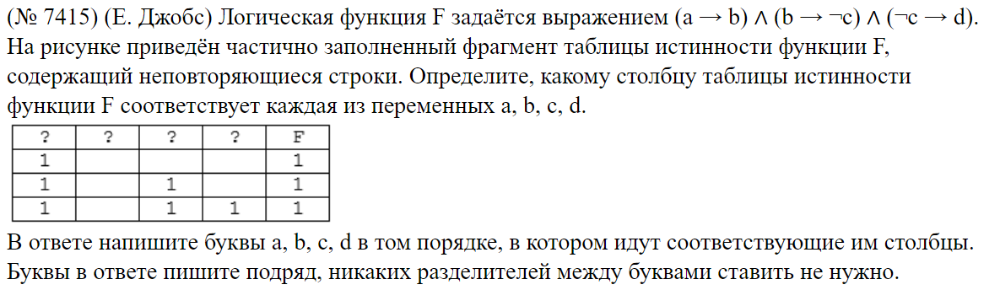 (№ 7415) (Е. Джобс) Логическая функция F задаётся выражением (a → b) ∧ (b → ¬c) ∧ (¬c → d).
На рисунке приведён частично заполненный фрагмент таблицы истинности функции F,
содержащий неповторяющиеся строки. Определите, какому столбцу таблицы истинности
функции F соответствует каждая из переменных a, b, c, d.
? ? ? ? F
1 1
1 1 1
1 1 1 1
В ответе напишите буквы a, b, c, d в том порядке, в котором идут соответствующие им столбцы.
Буквы в ответе пишите подряд, никаких разделителей между буквами ставить не нужно.